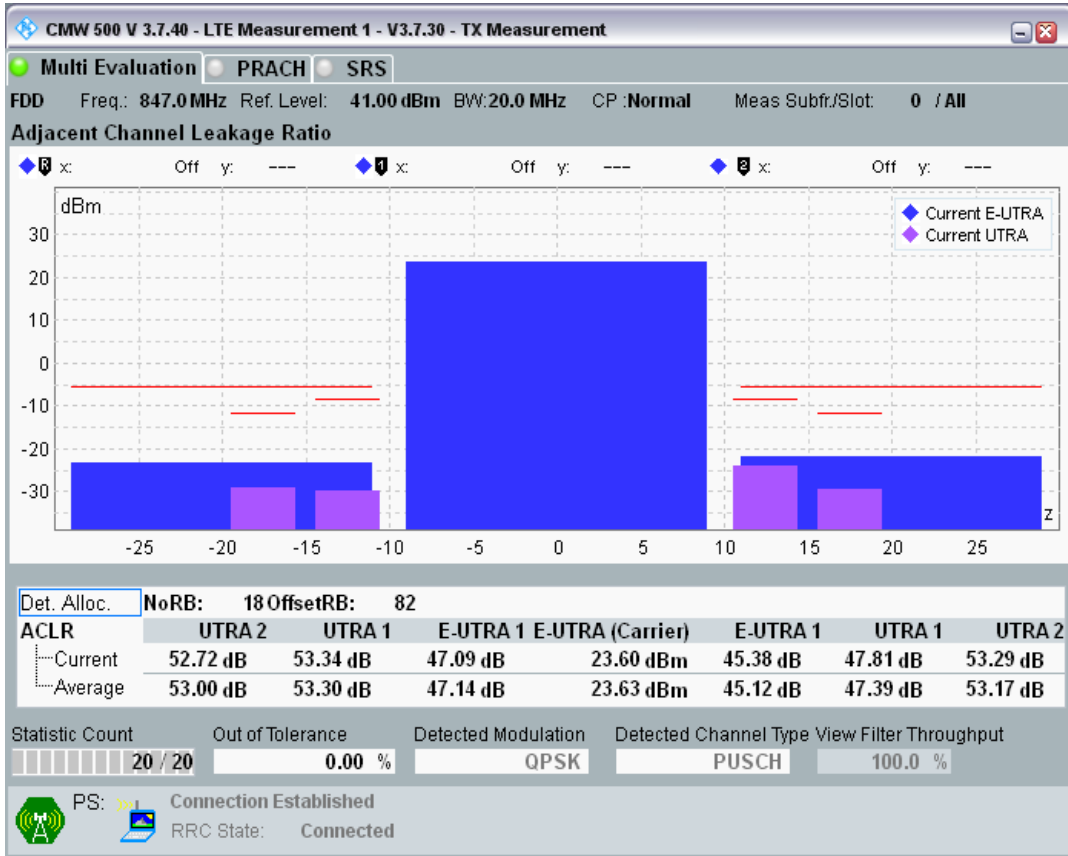 CMW 500 V 3.7.40 - LTE Measurement 1 - V3.7.30 - TX Measurement
Multi Evaluation PRACH SRS
FDD Freq.: 847.0 MHz Ref. Level: 41.00 dBm BW: 20.0 MHz CP : Normal Meas Subfr./Slot: 0 / All
Adjacent Channel Leakage Ratio
R x: Off y: --- 1 x: Off y: --- 2 x: Off y: ---
dBm
Current E-UTRA
Current UTRA
30
20
10
0
-10
-20
-30
z
-25 -20 -15 -10 -5 0 5 10 15 20 25
Det. Alloc. NoRB: 18 OffsetRB: 82
ACLR UTRA 2 UTRA 1 E-UTRA 1 E-UTRA (Carrier) E-UTRA 1 UTRA 1 UTRA 2
Current 52.72 dB 53.34 dB 47.09 dB 23.60 dBm 45.38 dB 47.81 dB 53.29 dB
Average 53.00 dB 53.30 dB 47.14 dB 23.63 dBm 45.12 dB 47.39 dB 53.17 dB
Statistic Count Out of Tolerance Detected Modulation Detected Channel Type View Filter Throughput
20 / 20 0.00 % QPSK PUSCH 100.0 %
PS: Connection Established
RRC State: Connected